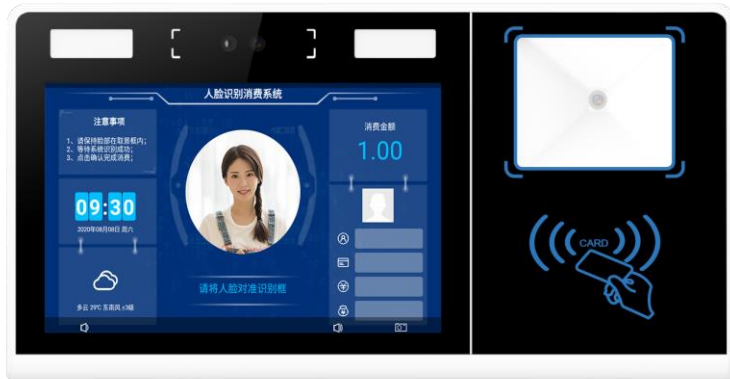 人脸识别消费系统
注意事项
1、请保持脸部在取景框内;
2、等待系统识别成功;
3、点击确认完成消费;
09:30
2020年08月08日 周六
多云 29℃ 东南风 ≤3级
请将人脸对准识别框
消费金额
1.00
CARD